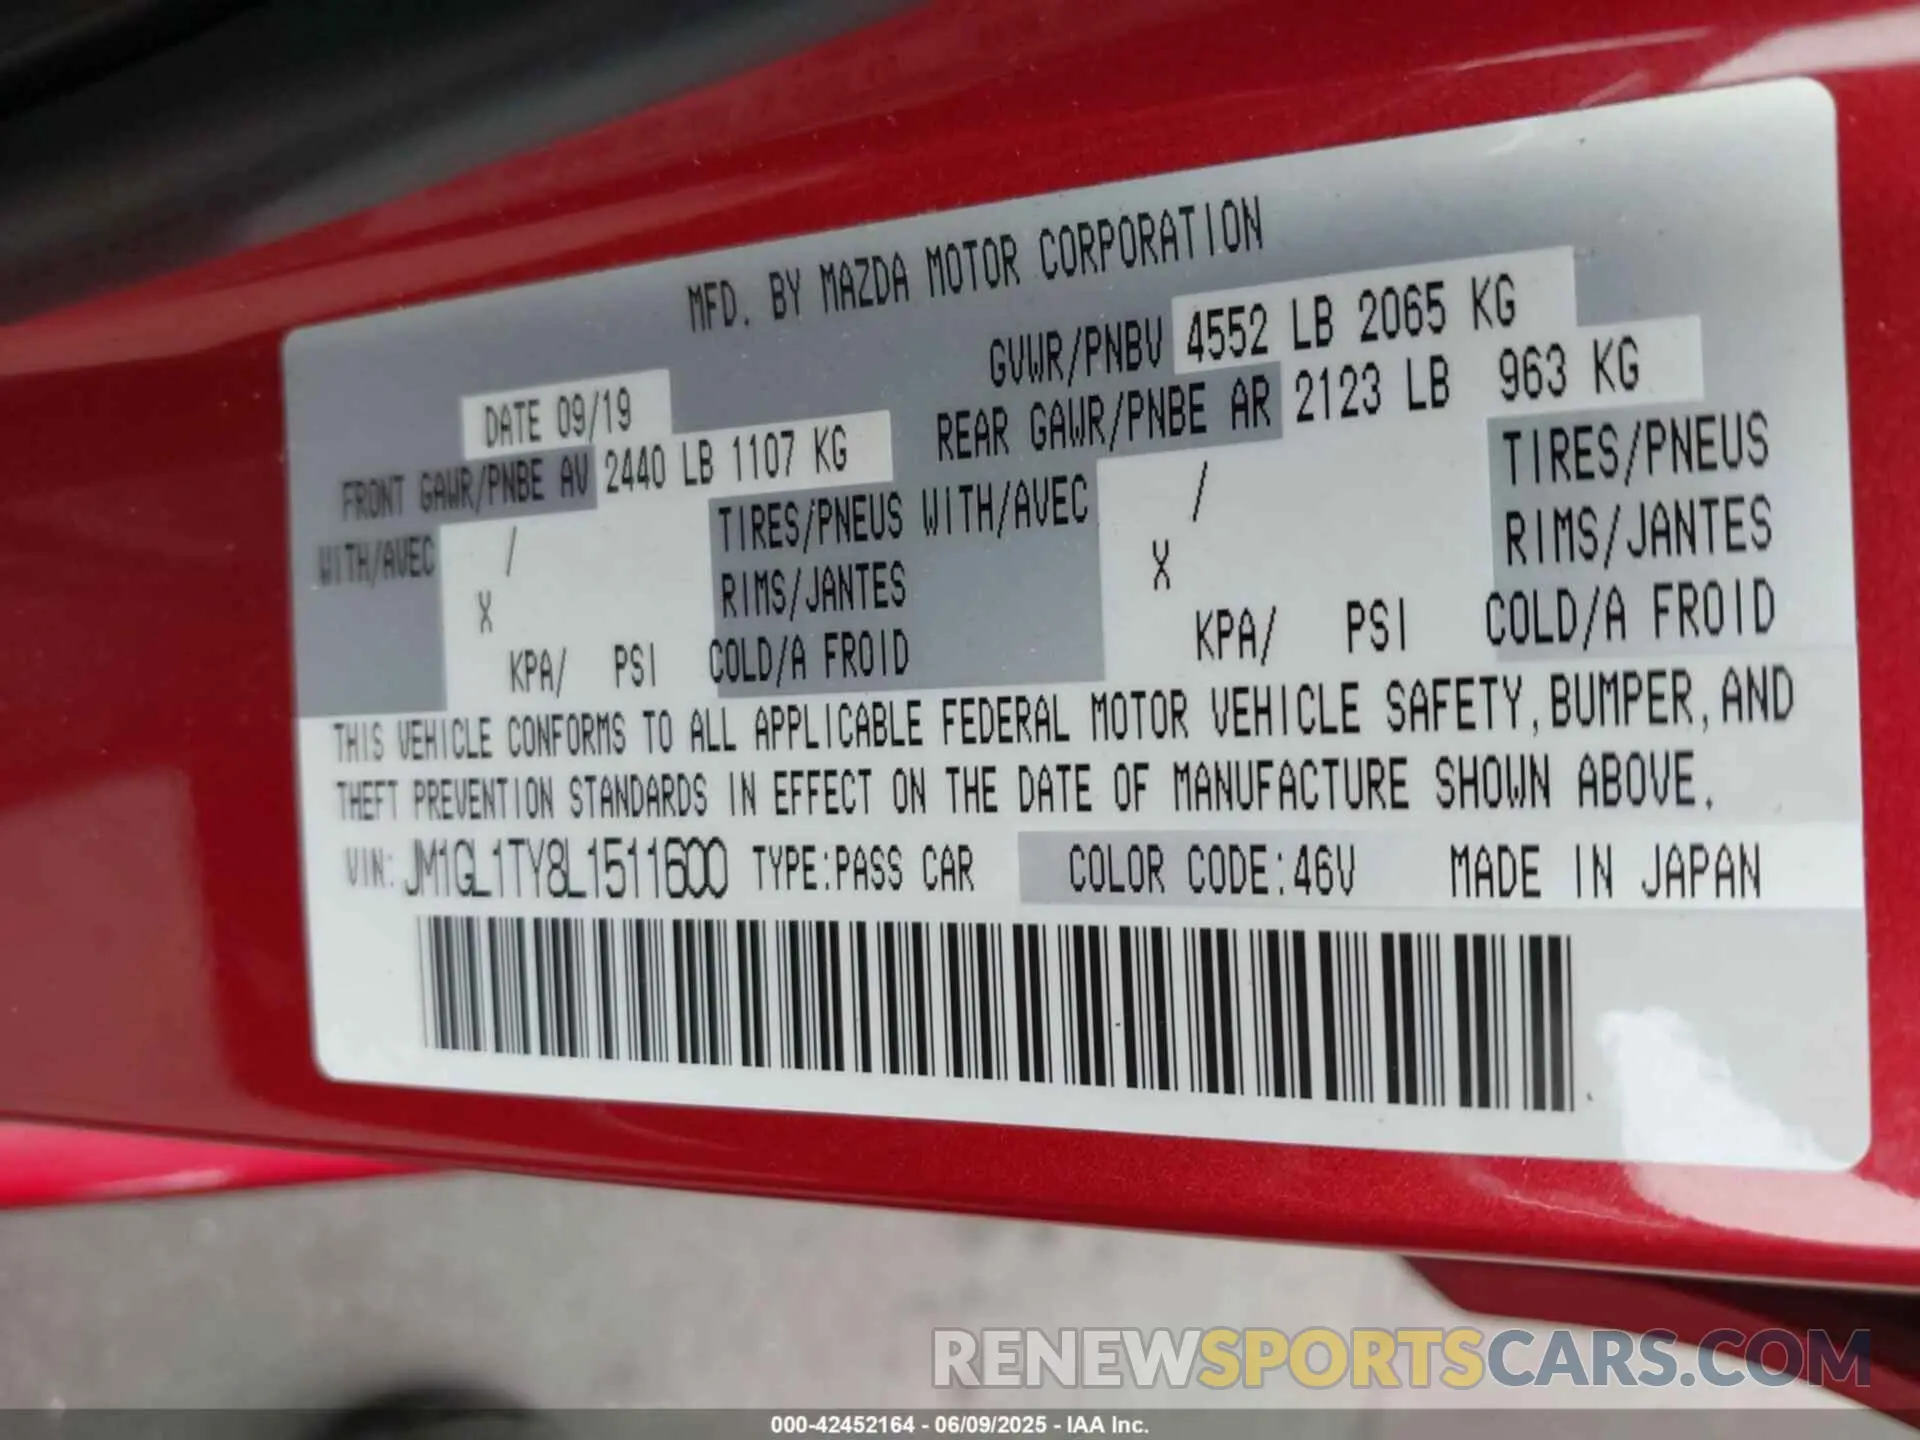 MFD. BY MAZDA MOTOR CORPORATION
DATE 09/19
GVWR/PNBV 4552 LB 2065 KG
FRONT GAWR/PNBE AV 2440 LB 1107 KG
REAR GAWR/PNBE AR 2123 LB 963 KG
WITH/AVEC / TIRES/PNEUS WITH/AVEC / TIRES/PNEUS
X RIMS/JANTES X RIMS/JANTES
KPA/ PSI COLD/A FROID KPA/ PSI COLD/A FROID
THIS VEHICLE CONFORMS TO ALL APPLICABLE FEDERAL MOTOR VEHICLE SAFETY, BUMPER, AND
THEFT PREVENTION STANDARDS IN EFFECT ON THE DATE OF MANUFACTURE SHOWN ABOVE.
VIN: JM1GL1TY8L1511600 TYPE:PASS CAR COLOR CODE:46V MADE IN JAPAN
RENEWSPORTSCARS.COM
000-42452164 - 06/09/2025 - IAA Inc.